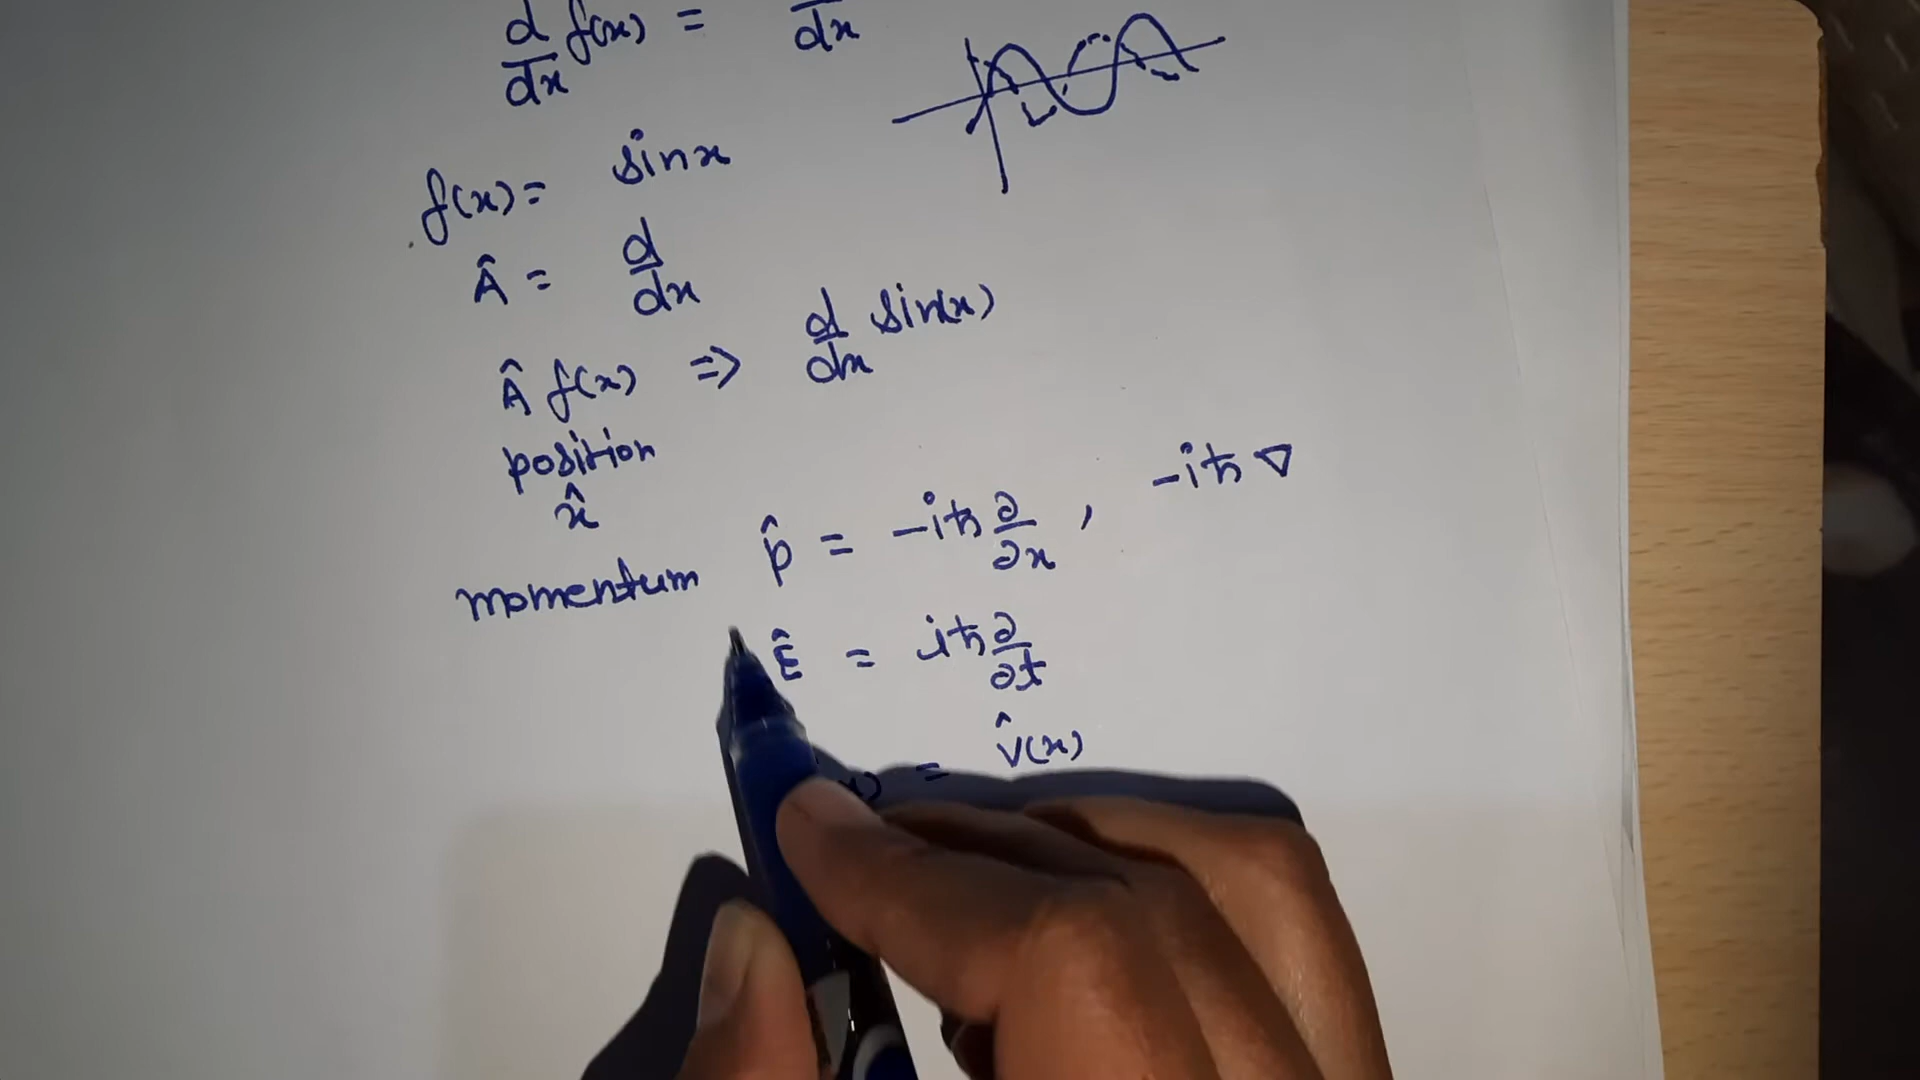 d/dx f(x) = dx
f(x) = sinx
Â = d/dx
Â f(x) => d/dx sin(x)
position
x̂
momentum p̂ = -iħ ∂/∂x , -iħ ∇
Ê = iħ ∂/∂t
x) = V̂(x)